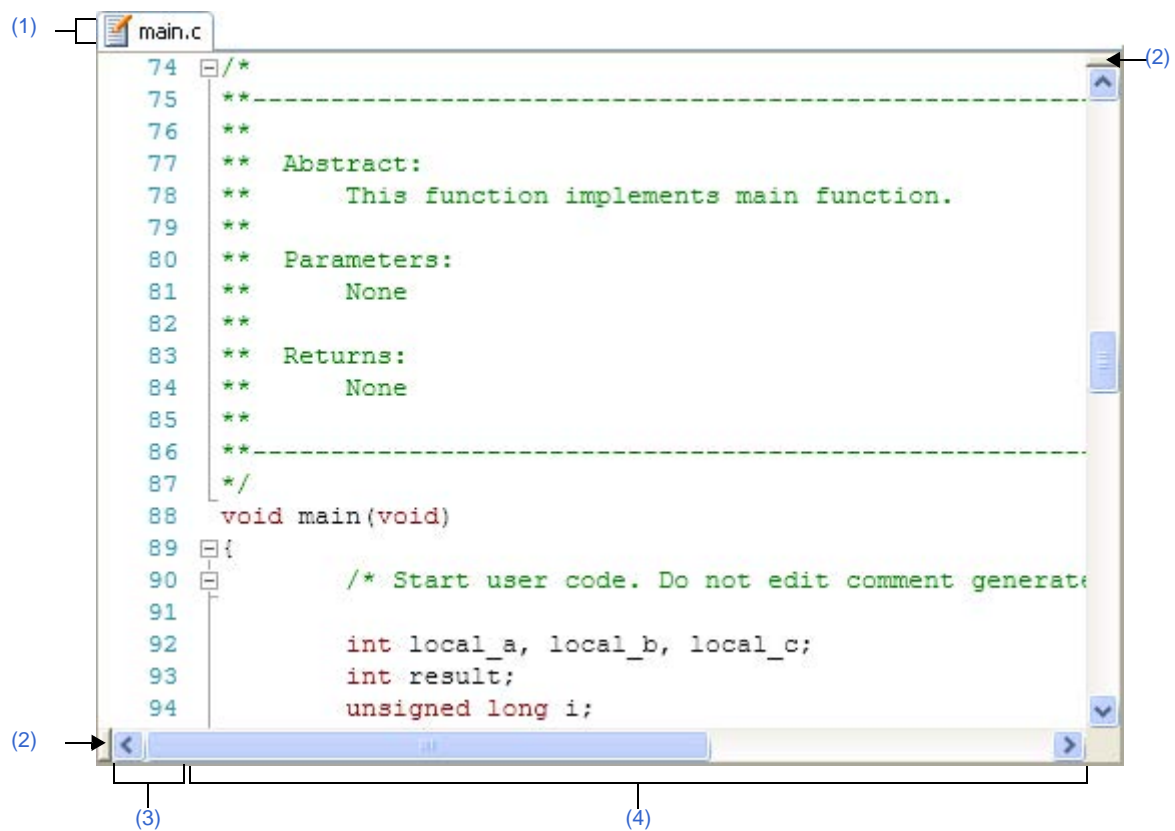 (1) main.c
(2)
74 /*
75 **------------------------------------------------------
76 **
77 ** Abstract:
78 ** This function implements main function.
79 **
80 ** Parameters:
81 ** None
82 **
83 ** Returns:
84 ** None
85 **
86 **------------------------------------------------------
87 */
88 void main(void)
89 {
90 /* Start user code. Do not edit comment generate
91
92 int local_a, local_b, local_c;
93 int result;
94 unsigned long i;
(2)
(3) (4)